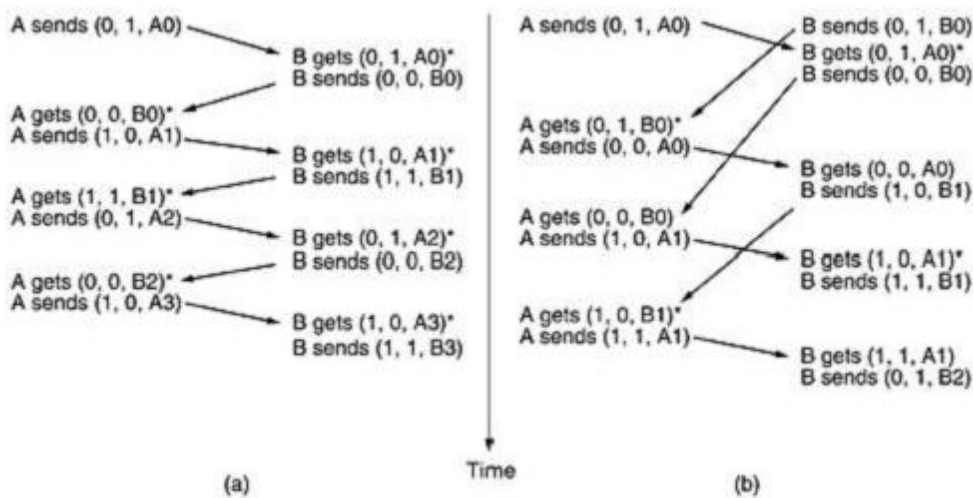 A sends (0, 1, A0)
B gets (0, 1, A0)*
B sends (0, 0, B0)
A gets (0, 0, B0)*
A sends (1, 0, A1)
B gets (1, 0, A1)*
B sends (1, 1, B1)
A gets (1, 1, B1)*
A sends (0, 1, A2)
B gets (0, 1, A2)*
B sends (0, 0, B2)
A gets (0, 0, B2)*
A sends (1, 0, A3)
B gets (1, 0, A3)*
B sends (1, 1, B3)
(a)
Time
A sends (0, 1, A0)
B sends (0, 1, B0)
B gets (0, 1, A0)*
B sends (0, 0, B0)
A gets (0, 1, B0)*
A sends (0, 0, A0)
B gets (0, 0, A0)
B sends (1, 0, B1)
A gets (0, 0, B0)
A sends (1, 0, A1)
B gets (1, 0, A1)*
B sends (1, 1, B1)
A gets (1, 0, B1)*
A sends (1, 1, A1)
B gets (1, 1, A1)
B sends (0, 1, B2)
(b)